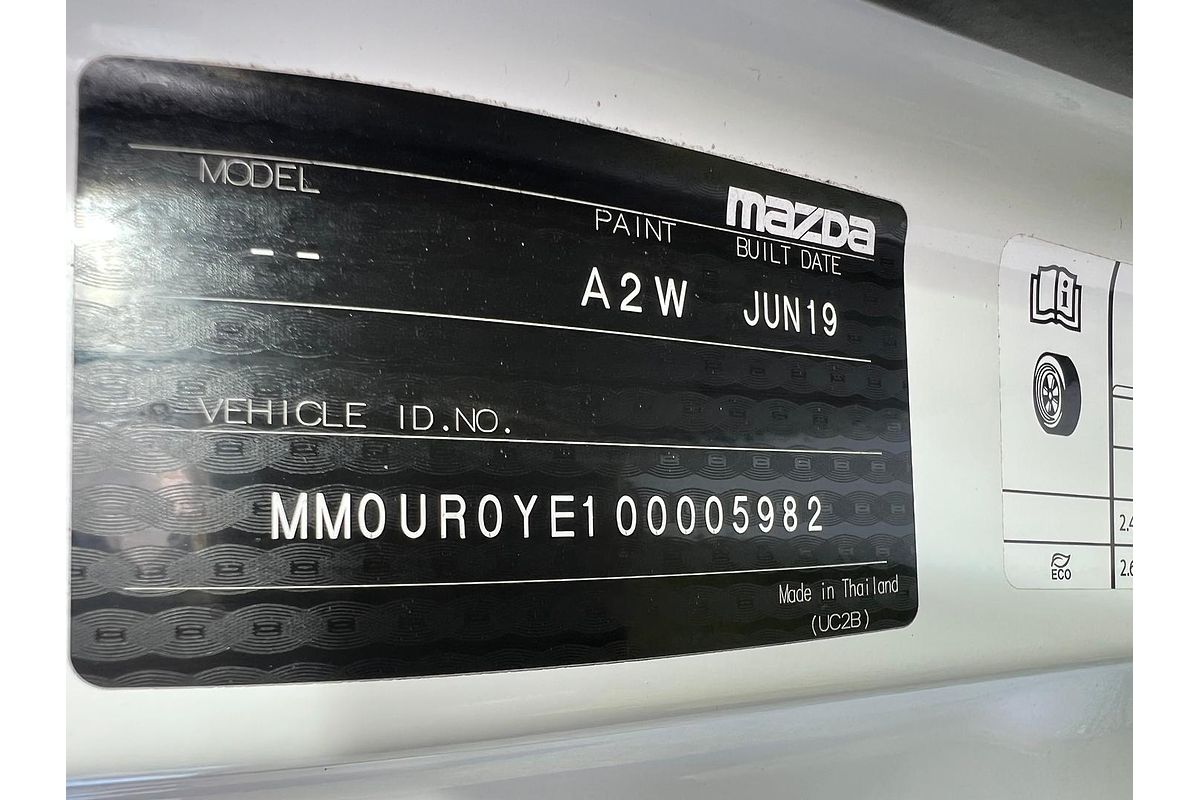 mazda
MODEL PAINT BUILT DATE
-- A2W JUN19
VEHICLE ID.NO.
MM0UR0YE100005982
Made in Thailand
(UC2B)
i
ECO